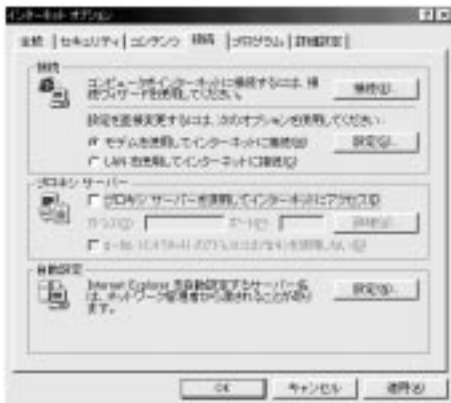 インターネット オプション
全般 セキュリティ コンテンツ 接続 プログラム 詳細設定
接続
コンピュータがインターネットに接続するには、接
続ウィザードを使用してください。
接続(U)...
設定を直接変更するには、次のオプションを使用してください:
モデムを使用してインターネットに接続(M)
設定(S)...
LAN を使用してインターネットに接続(C)
プロキシ サーバー
プロキシ サーバーを使用してインターネットにアクセス(P)
自動設定
Internet Explorer を自動設定するサーバー名
は、ネットワーク管理者から渡されることがあり
ます。
設定(G)...
OK キャンセル 適用(A)